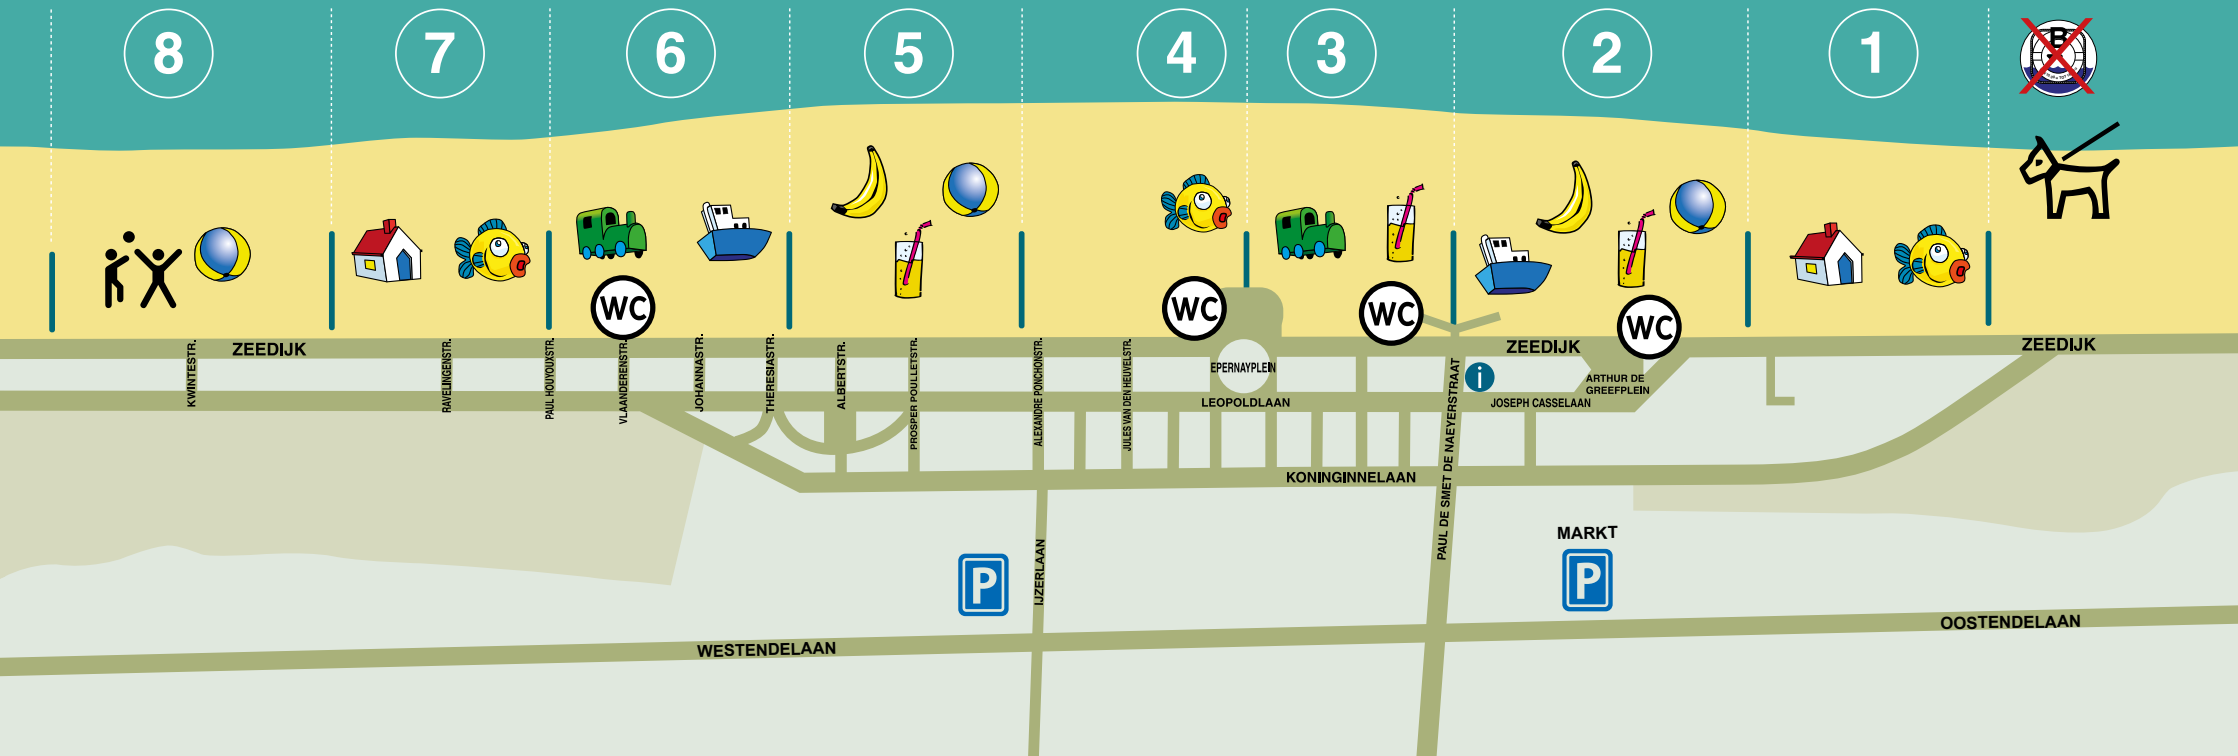 8
7
6
5
4
3
2
1
B
WC
WC
WC
WC
ZEEDIJK
ZEEDIJK
ZEEDIJK
KWINTESTR.
RAVELINGENSTR.
PAUL HOUYOUXSTR.
VLAANDERENSTR.
JOHANNASTR.
THERESIASTR.
ALBERTSTR.
PROSPER POULLETSTR.
ALEXANDRE PONCHONSTR.
JULES VAN DEN HEUVELSTR.
EPERNAYPLEIN
LEOPOLDLAAN
PAUL DE SMET DE NAEYERSTRAAT
i
JOSEPH CASSELAAN
ARTHUR DE
GREEFPLEIN
KONINGINNELAAN
IJZERLAAN
P
MARKT
P
WESTENDELAAN
OOSTENDELAAN